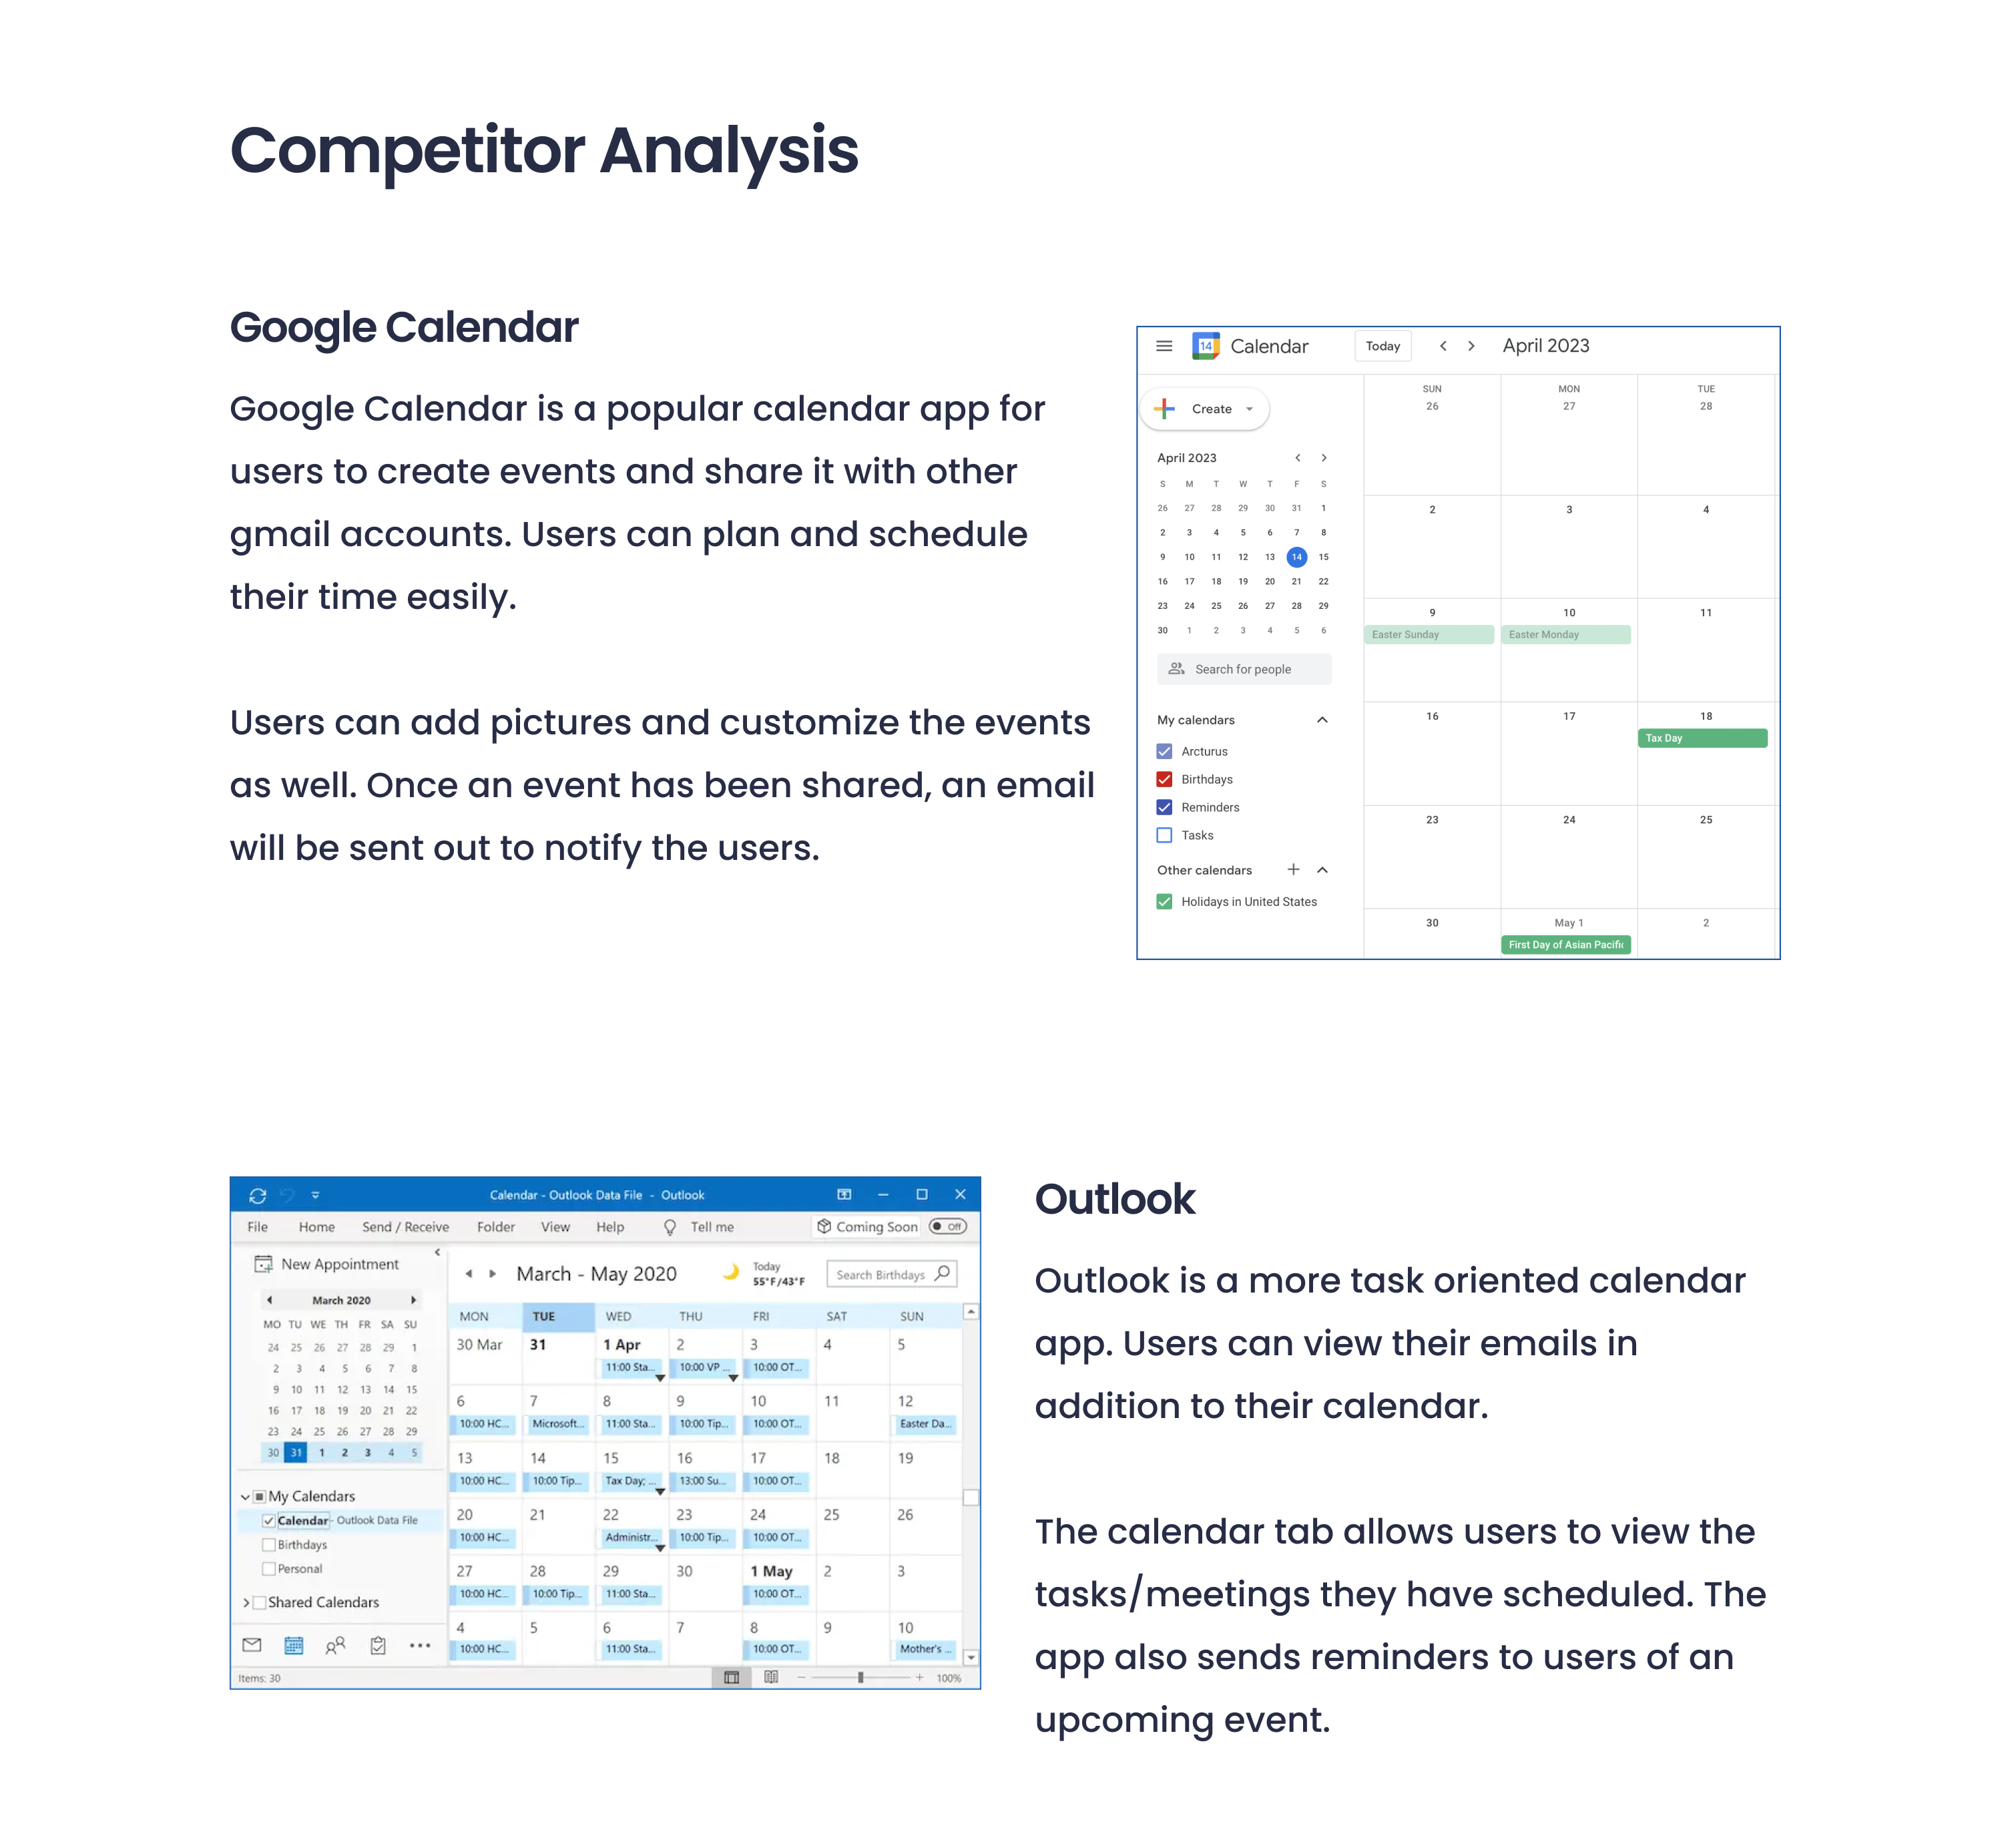 Competitor Analysis
Google Calendar
Google Calendar is a popular calendar app for
users to create events and share it with other
gmail accounts. Users can plan and schedule
their time easily.
Users can add pictures and customize the events
as well. Once an event has been shared, an email
will be sent out to notify the users.
14 Calendar Today April 2023
Create
April 2023
S M T W T F S
26 27 28 29 30 31 1
2 3 4 5 6 7 8
9 10 11 12 13 14 15
16 17 18 19 20 21 22
23 24 25 26 27 28 29
30 1 2 3 4 5 6
Search for people
My calendars
Arcturus
Birthdays
Reminders
Tasks
Other calendars
Holidays in United States
SUN MON TUE
26 27 28
2 3 4
9 10 11
Easter Sunday Easter Monday
16 17 18
Tax Day
23 24 25
30 May 1 2
First Day of Asian Pacific
Calendar - Outlook Data File - Outlook
File Home Send / Receive Folder View Help Tell me Coming Soon Off
New Appointment
March 2020
MO TU WE TH FR SA SU
24 25 26 27 28 29 1
2 3 4 5 6 7 8
9 10 11 12 13 14 15
16 17 18 19 20 21 22
23 24 25 26 27 28 29
30 31 1 2 3 4 5
My Calendars
Calendar - Outlook Data File
Birthdays
Personal
Shared Calendars
Items: 30
March - May 2020 Today 55°F/43°F Search Birthdays
MON TUE WED THU FRI SAT SUN
30 Mar 31 1 Apr 2 3 4 5
11:00 Sta... 10:00 VP ... 10:00 OT...
6 7 8 9 10 11 12
10:00 HC... Microsoft... 11:00 Sta... 10:00 Tip... 10:00 OT... Easter Da...
13 14 15 16 17 18 19
10:00 HC... 10:00 Tip... Tax Day; ... 13:00 Su... 10:00 OT...
20 21 22 23 24 25 26
10:00 HC... Administr... 10:00 Tip... 10:00 OT...
27 28 29 30 1 May 2 3
10:00 HC... 10:00 Tip... 11:00 Sta... 10:00 OT...
4 5 6 7 8 9 10
10:00 HC... 11:00 Sta... 10:00 OT... Mother's ...
100%
Outlook
Outlook is a more task oriented calendar
app. Users can view their emails in
addition to their calendar.
The calendar tab allows users to view the
tasks/meetings they have scheduled. The
app also sends reminders to users of an
upcoming event.